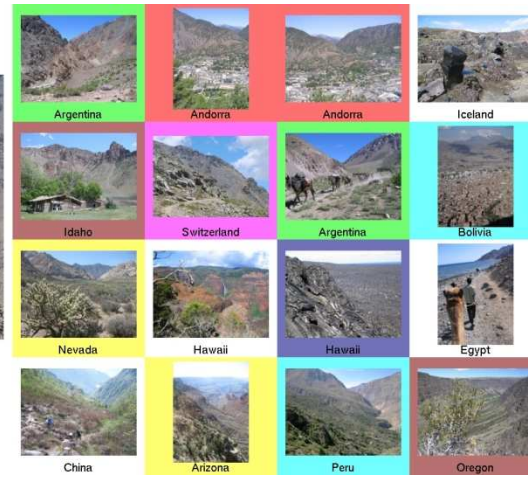 Argentina
Andorra
Andorra
Iceland
Idaho
Switzerland
Argentina
Bolivia
Nevada
Hawaii
Hawaii
Egypt
China
Arizona
Peru
Oregon